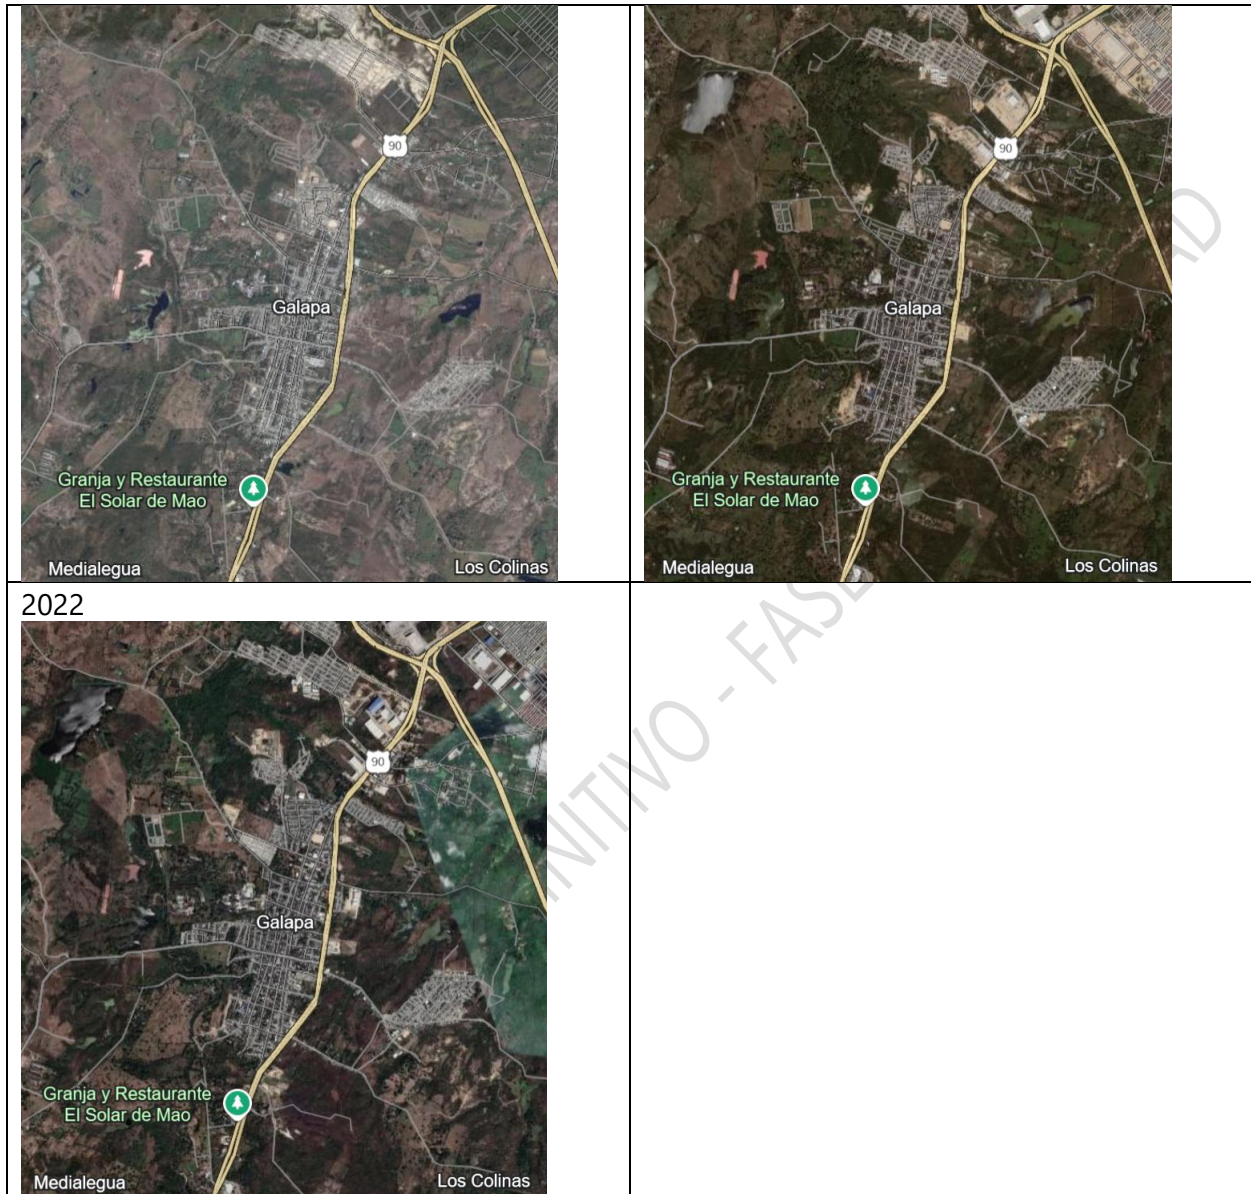 90
Galapa
Granja y Restaurante
El Solar de Mao
Medialegua
Los Colinas
90
Galapa
Granja y Restaurante
El Solar de Mao
Medialegua
Los Colinas
2022
90
Galapa
Granja y Restaurante
El Solar de Mao
Medialegua
Los Colinas